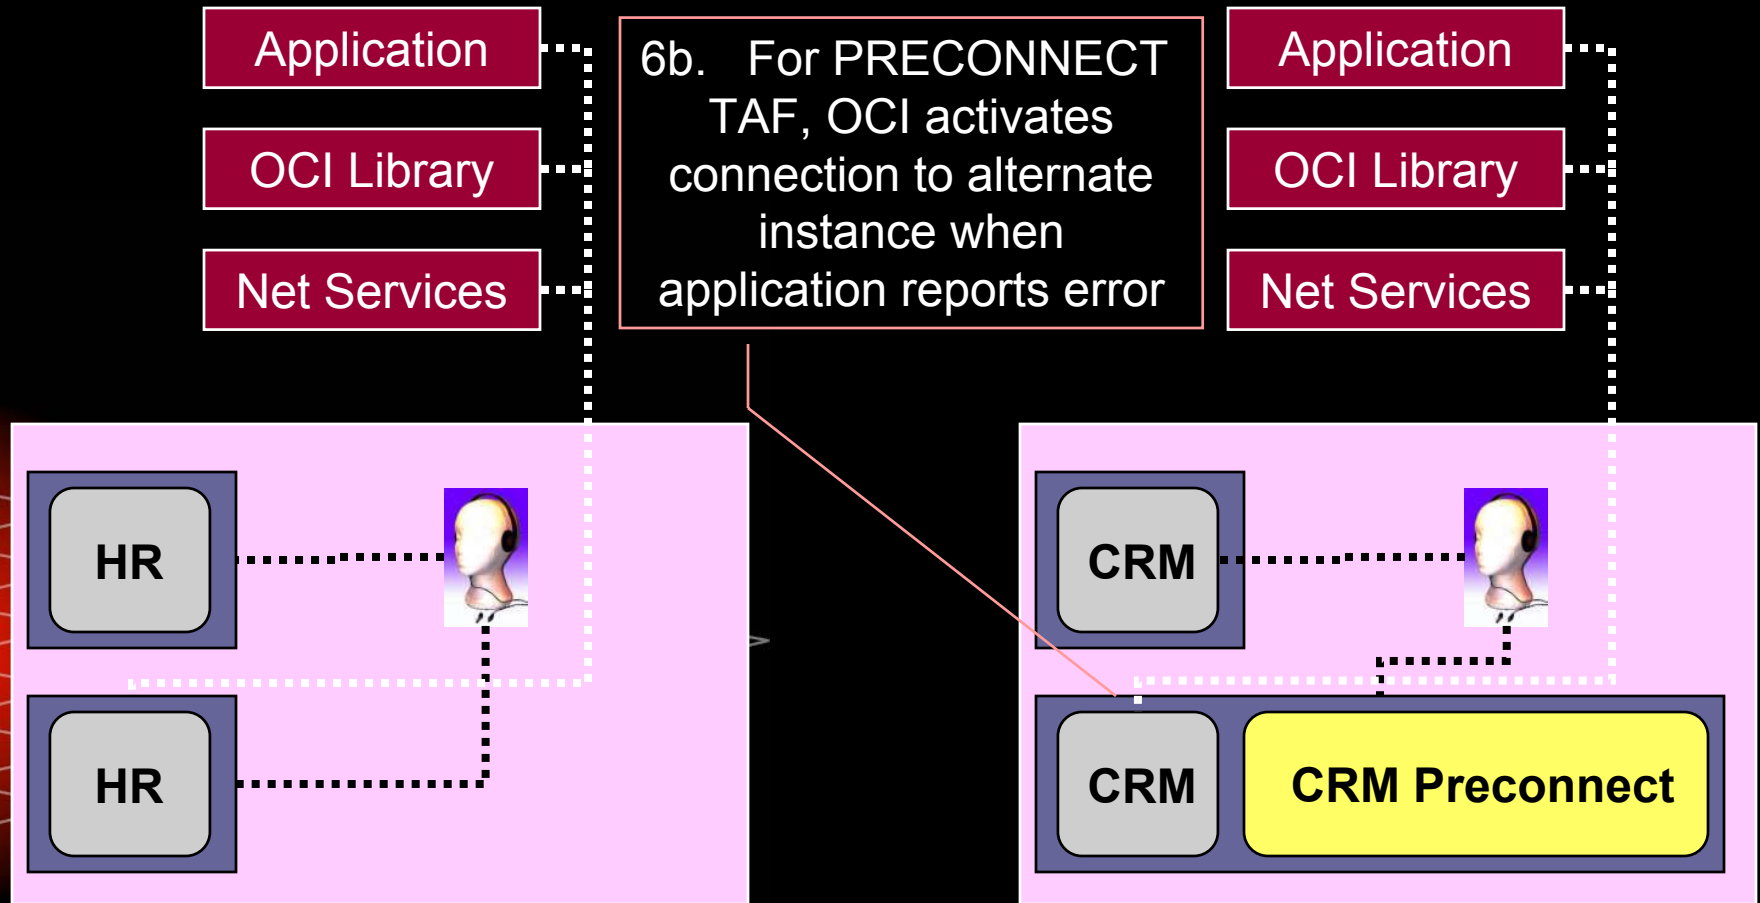 Application
OCI Library
Net Services
6b. For PRECONNECT
TAF, OCI activates
connection to alternate
instance when
application reports error
Application
OCI Library
Net Services
HR
HR
CRM
CRM
CRM Preconnect